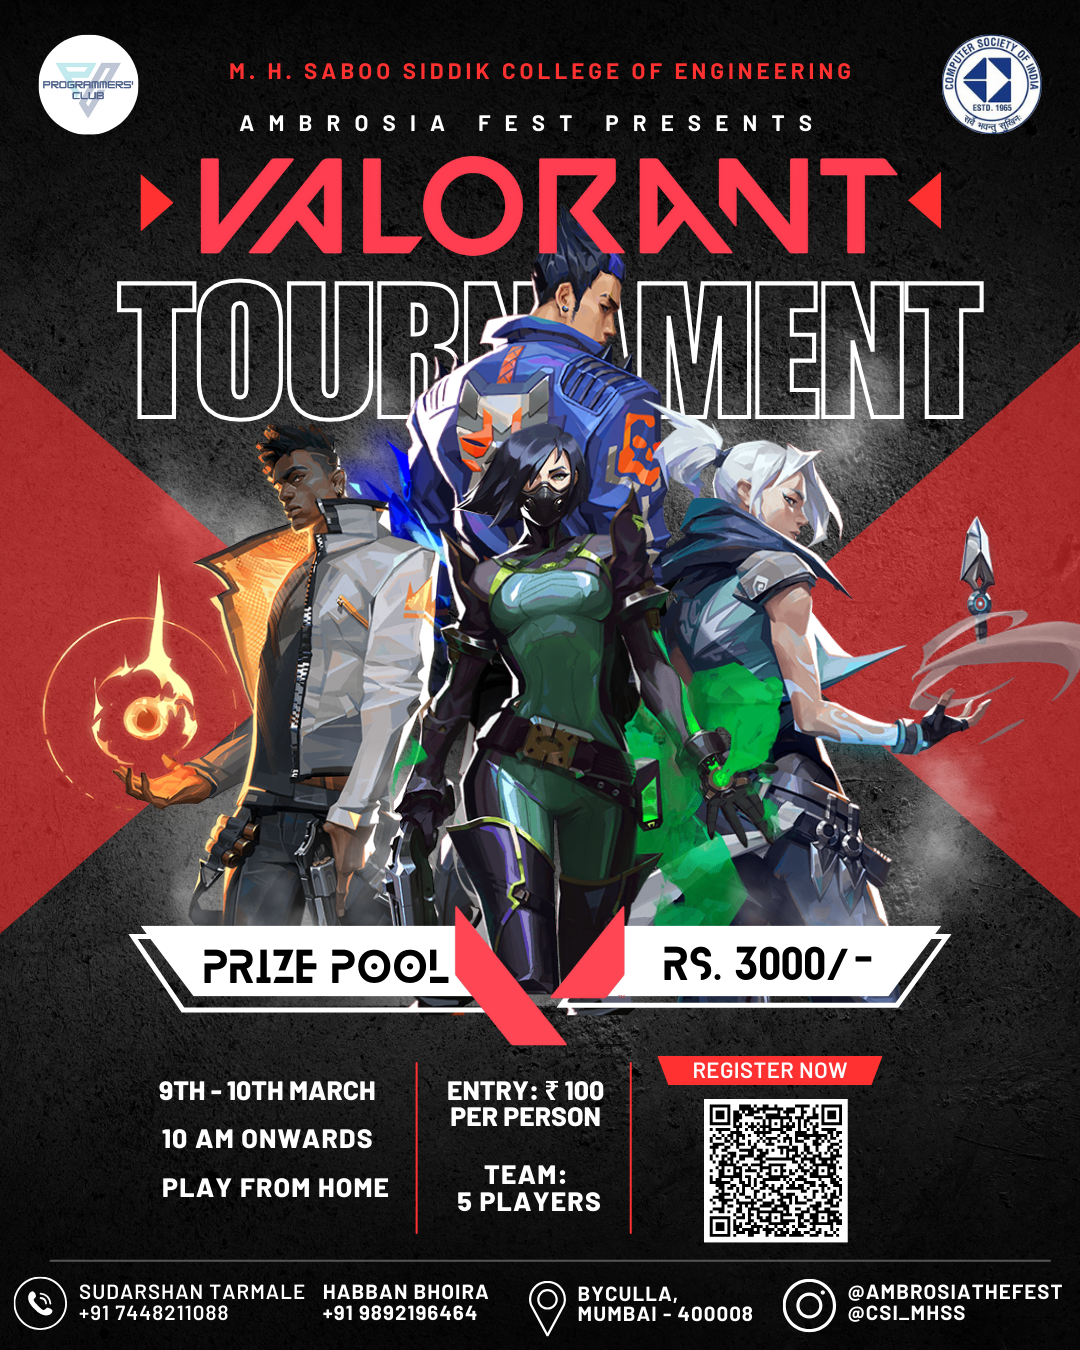 PROGRAMMERS'
CLUB
M. H. SABOO SIDDIK COLLEGE OF ENGINEERING
COMPUTER SOCIETY OF INDIA
ESTD. 1965
सर्वे भवन्तु सुखिनः
AMBROSIA FEST PRESENTS
VALORANT
TOURNAMENT
PRIZE POOL
RS. 3000/-
9TH - 10TH MARCH
10 AM ONWARDS
PLAY FROM HOME
ENTRY: ₹ 100
PER PERSON
TEAM:
5 PLAYERS
REGISTER NOW
SUDARSHAN TARMALE
+91 7448211088
HABBAN BHOIRA
+91 9892196464
BYCULLA,
MUMBAI - 400008
@AMBROSIATHEFEST
@CSI_MHSS